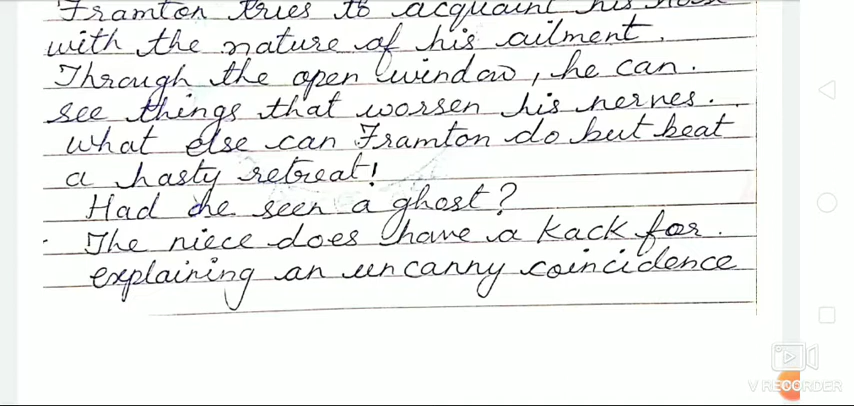 Framton tries to acquaint his host
with the nature of his ailment.
Through the open window, he can.
see things that worsen his nerves.
what else can Framton do but beat
a hasty retreat!
Had he seen a ghost?
The niece does have a kack for.
explaining an uncanny coincidence
V RECORDER